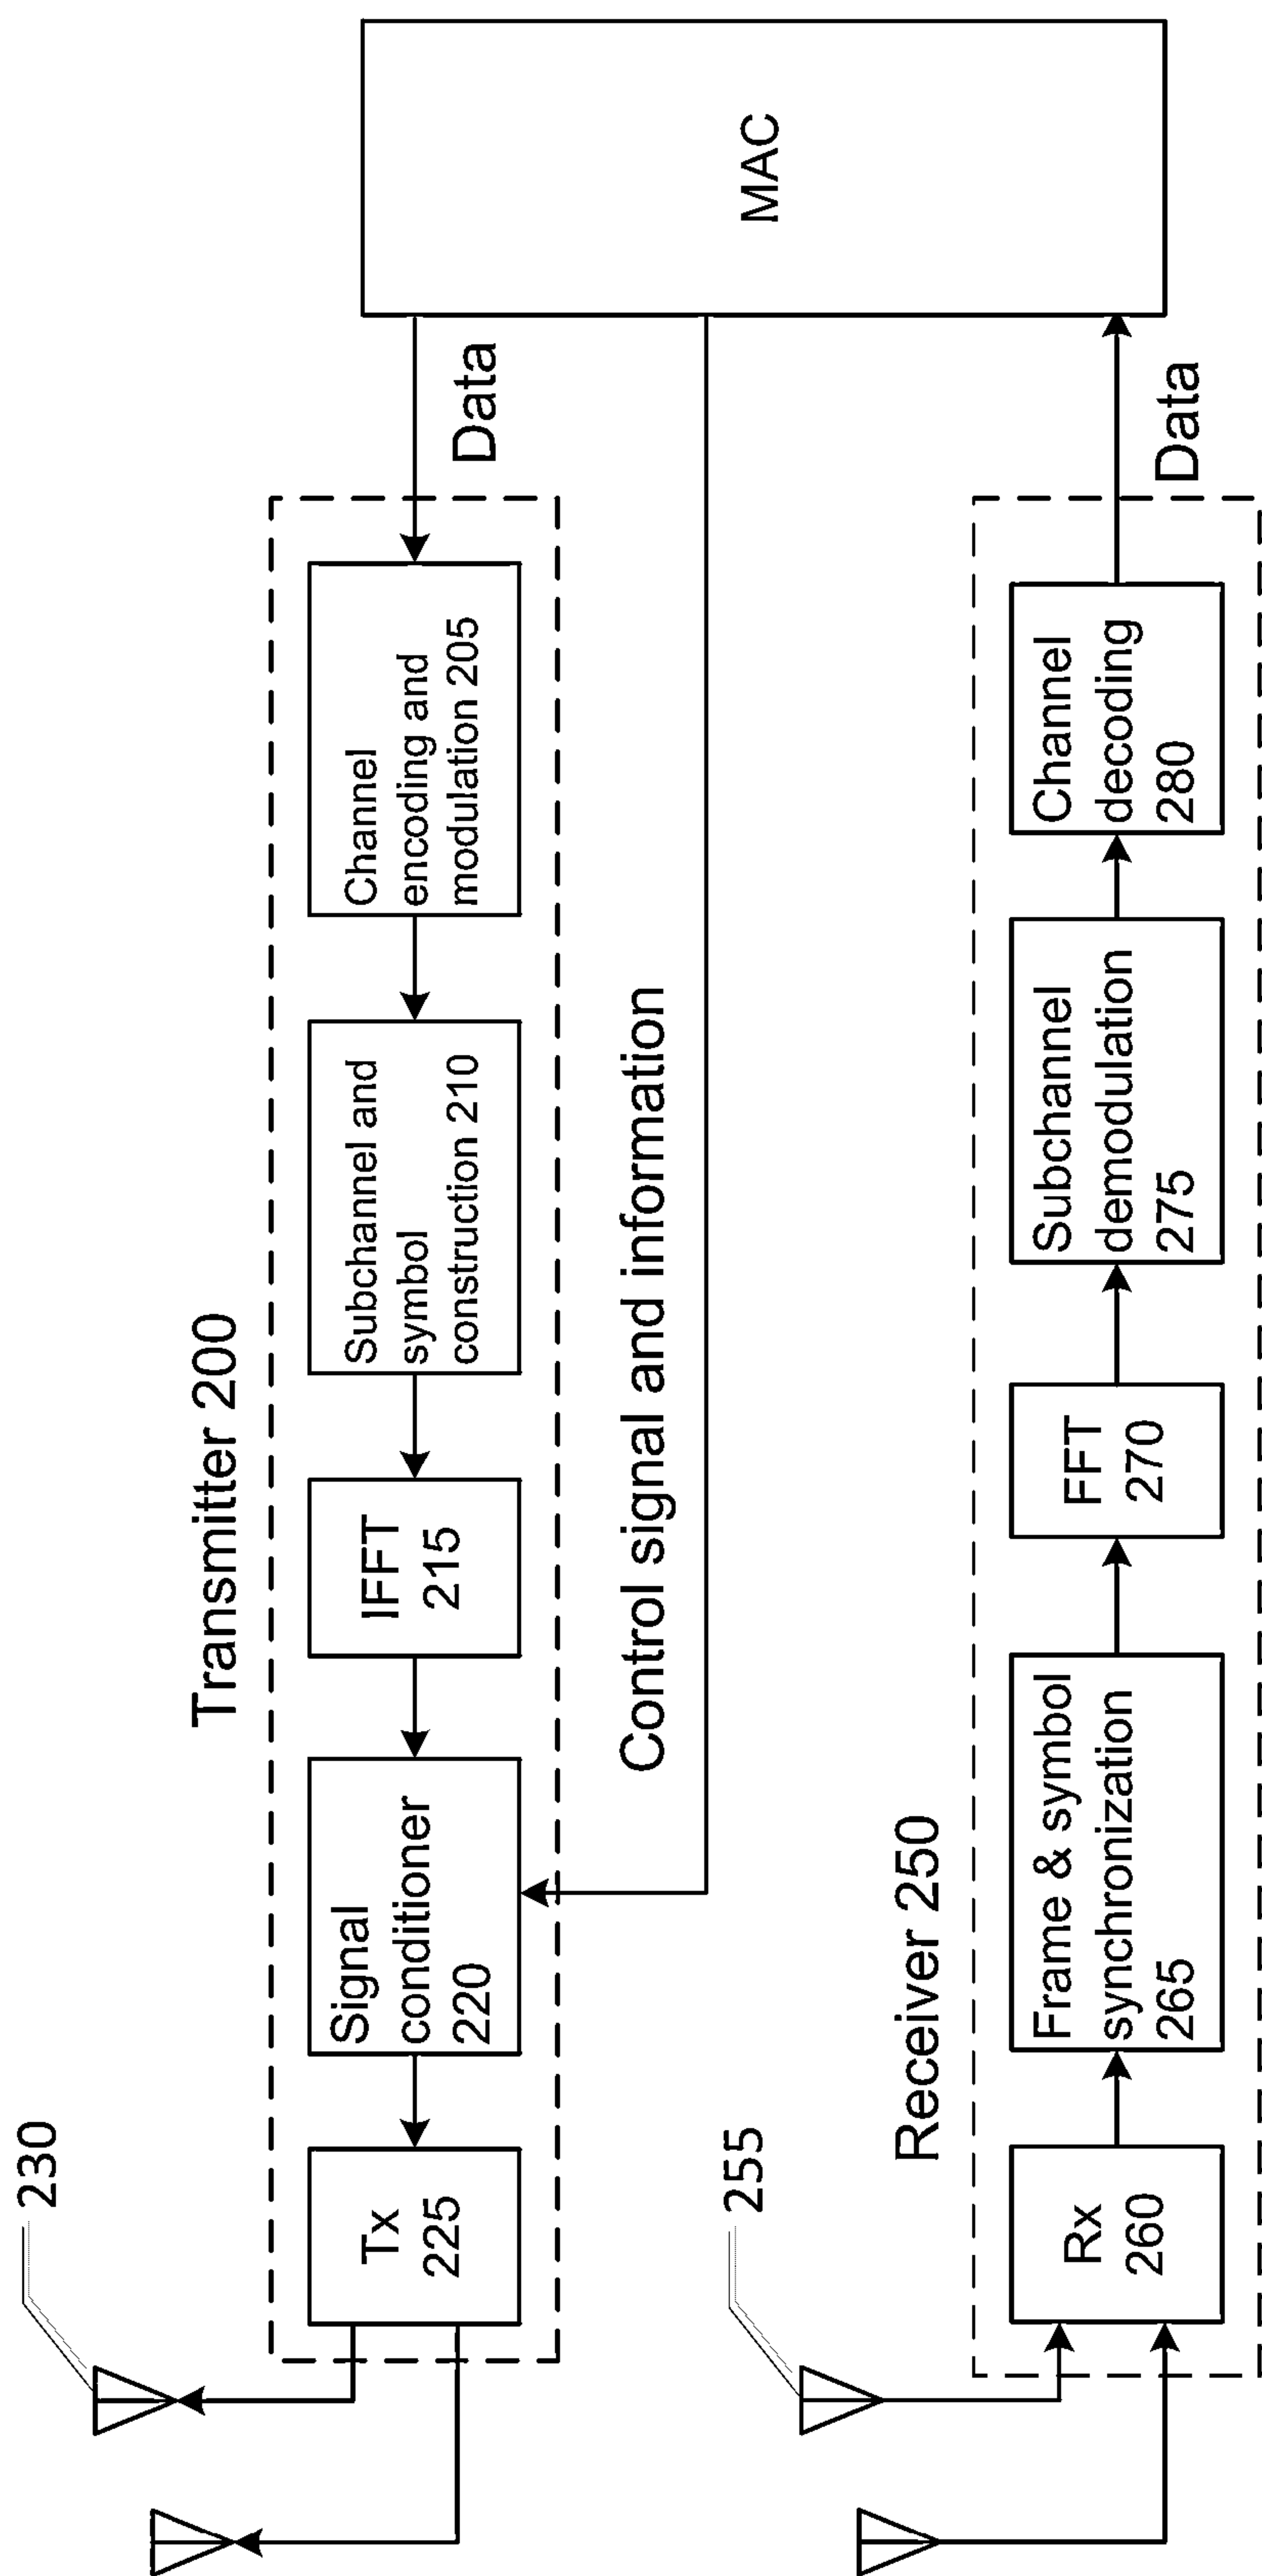 230
Transmitter 200
Tx
225
Signal
conditioner
220
IFFT
215
Subchannel and
symbol
construction 210
Channel
encoding and
modulation 205
Data
Control signal and information
MAC
255
Receiver 250
Rx
260
Frame & symbol
synchronization
265
FFT
270
Subchannel
demodulation
275
Channel
decoding
280
Data